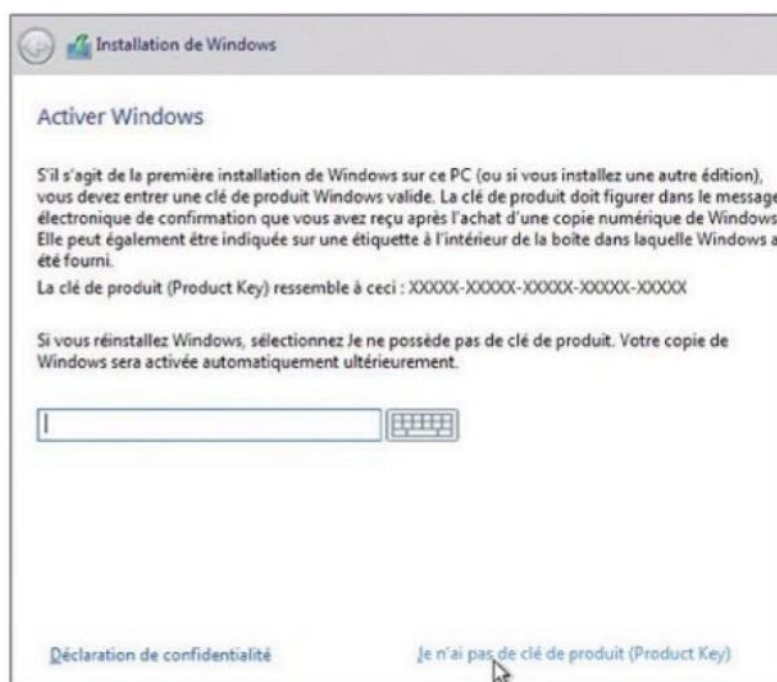 Installation de Windows
Activer Windows
S'il s'agit de la première installation de Windows sur ce PC (ou si vous installez une autre édition),
vous devez entrer une clé de produit Windows valide. La clé de produit doit figurer dans le message
électronique de confirmation que vous avez reçu après l'achat d'une copie numérique de Windows
Elle peut également être indiquée sur une étiquette à l'intérieur de la boîte dans laquelle Windows a
été fourni.
La clé de produit (Product Key) ressemble à ceci : XXXXX-XXXXX-XXXXX-XXXXX-XXXXX
Si vous réinstallez Windows, sélectionnez Je ne possède pas de clé de produit. Votre copie de
Windows sera activée automatiquement ultérieurement.
Déclaration de confidentialité
Je n'ai pas de clé de produit (Product Key)